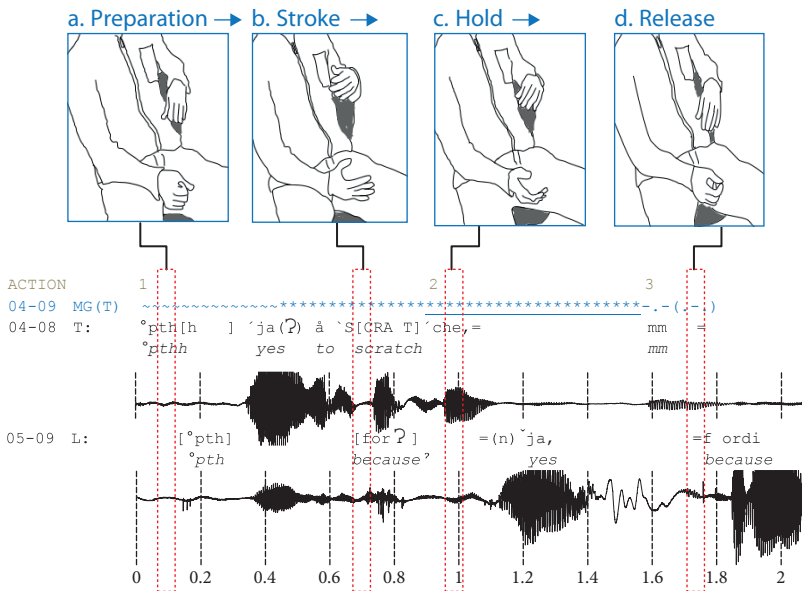 a. Preparation → b. Stroke → c. Hold → d. Release
ACTION 1 2 3
04-09 MG(T) ~~~~~~~~~~~~~~******************************************-.-(.-.)
04-08 T: °pth[h ] ´ja(ʔ) å `S[CRA T]´che,= mm =
°pthh yes to scratch mm
05-09 L: [°pth] [forʔ ] =(n)ˇja, =f ordi
°pth because’ yes because
0 0.2 0.4 0.6 0.8 1 1.2 1.4 1.6 1.8 2